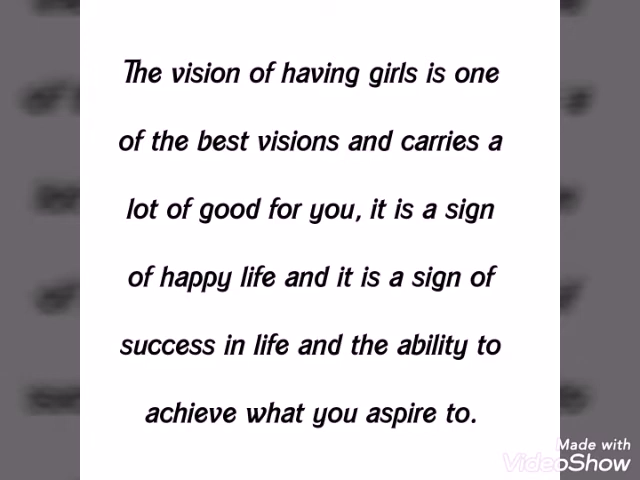 The vision of having girls is one
of the best visions and carries a
lot of good for you, it is a sign
of happy life and it is a sign of
success in life and the ability to
achieve what you aspire to.
Made with
VideoShow